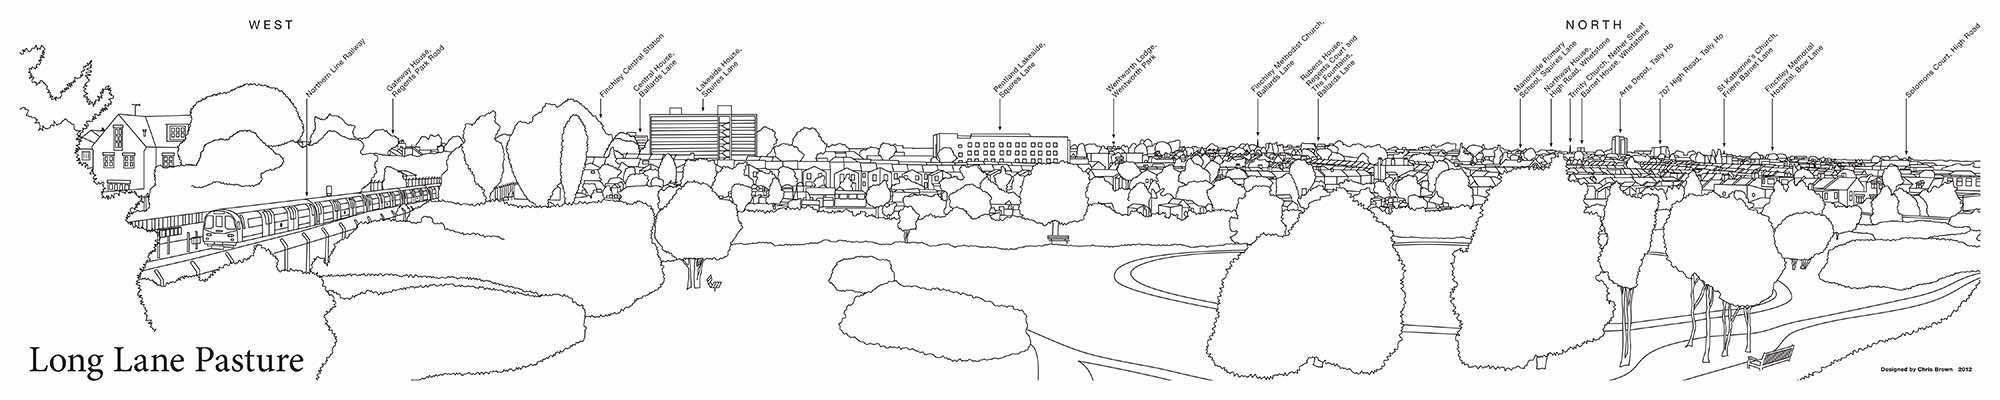 WEST
NORTH
Northern Line Railway
Gateway House,
Regents Park Road
Finchley Central Station
Central House,
Ballards Lane
Lakeside House,
Squires Lane
Pentland Lakeside,
Squires Lane
Wentworth Lodge,
Wentworth Park
Finchley Methodist Church,
Ballards Lane
Rubens House,
Regents Court and
The Fountains,
Ballards Lane
Manorside Primary
School, Squires Lane
Northway House,
High Road, Whetstone
Trinity Church, Nether Street
Barnet House, Whetstone
Arts Depot, Tally Ho
707 High Road, Tally Ho
St Katherine's Church,
Friern Barnet Lane
Finchley Memorial
Hospital, Bow Lane
Solomons Court, High Road
Long Lane Pasture
Designed by Chris Brown 2012